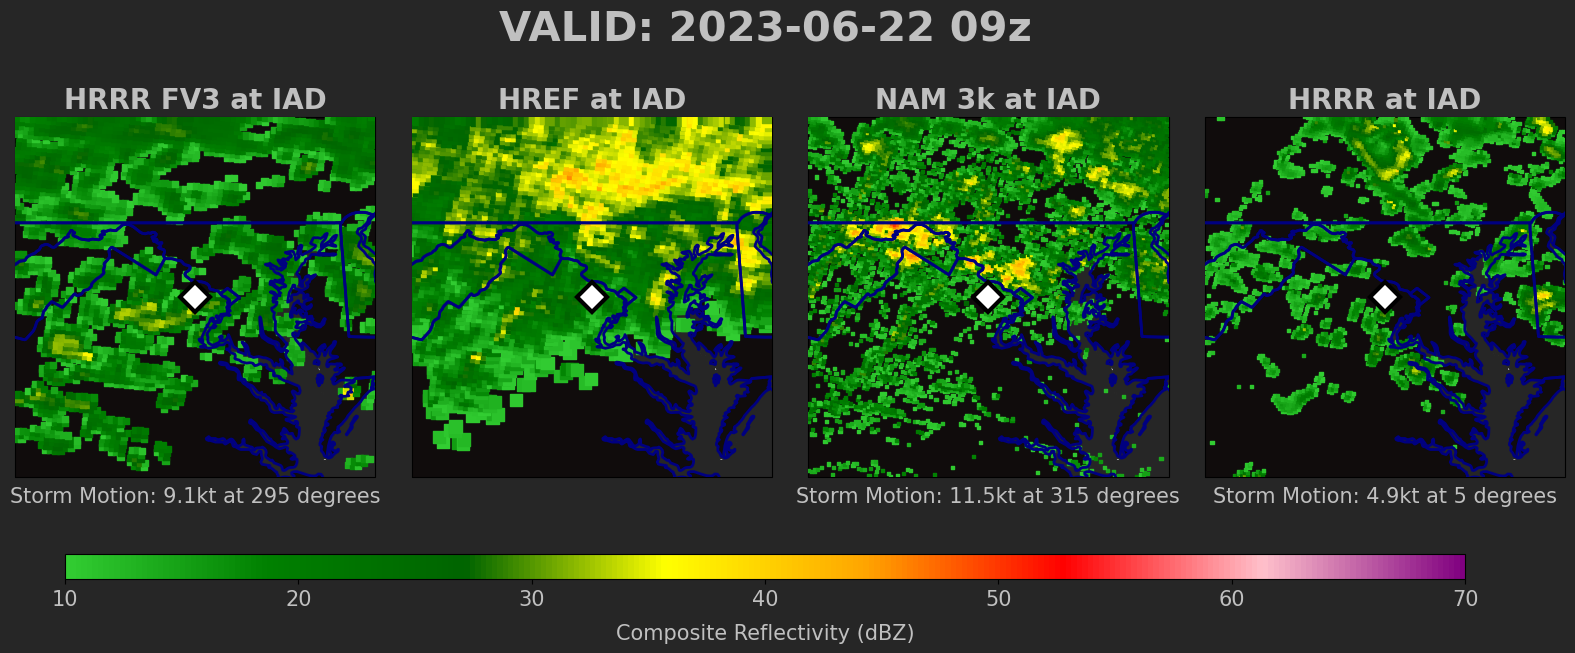 VALID: 2023-06-22 09z
HRRR FV3 at IAD
HREF at IAD
NAM 3k at IAD
HRRR at IAD
Storm Motion: 9.1kt at 295 degrees
Storm Motion: 11.5kt at 315 degrees
Storm Motion: 4.9kt at 5 degrees
10 20 30 40 50 60 70
Composite Reflectivity (dBZ)